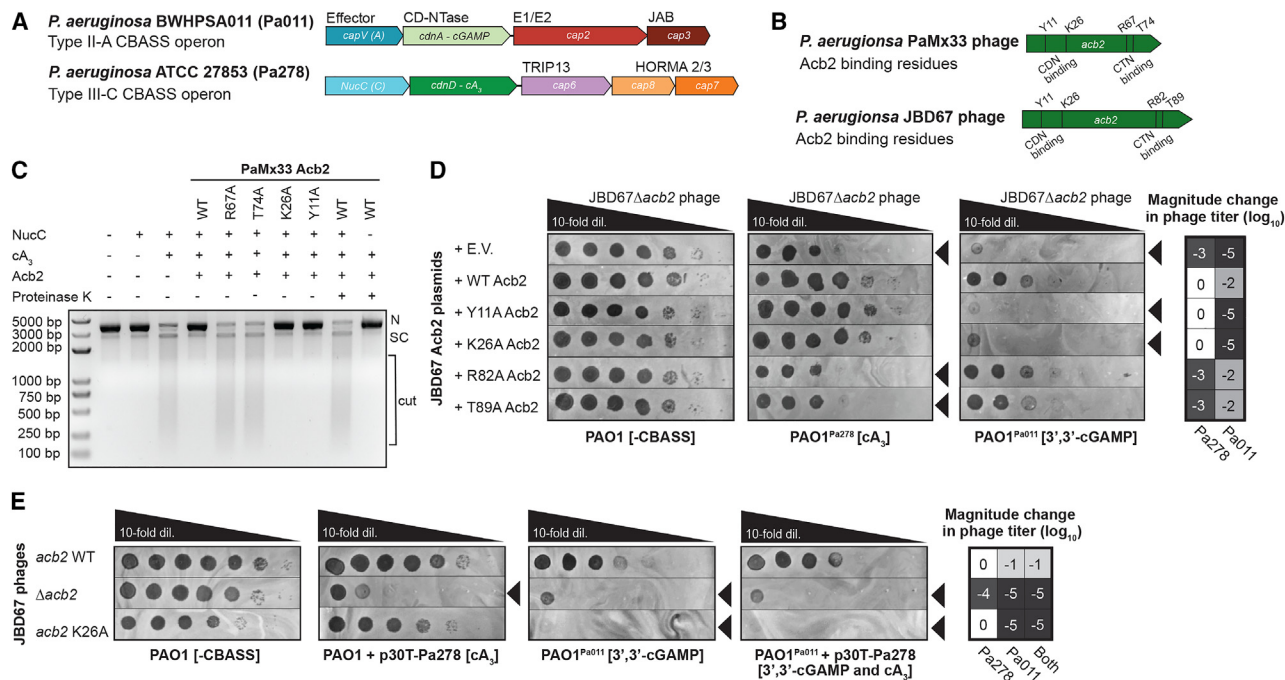 A
P. aeruginosa BWHPSA011 (Pa011)
Type II-A CBASS operon
Effector CD-NTase E1/E2 JAB
capV (A) cdnA - cGAMP cap2 cap3
P. aeruginosa ATCC 27853 (Pa278)
Type III-C CBASS operon
TRIP13 HORMA 2/3
NucC (C) cdnD - cA3 cap6 cap8 cap7
B
P. aerugionsa PaMx33 phage
Acb2 binding residues
Y11 K26 R67 T74
acb2
CDN binding CTN binding
P. aerugionsa JBD67 phage
Acb2 binding residues
Y11 K26 R82 T89
acb2
CDN binding CTN binding
C
PaMx33 Acb2
WT R67A T74A K26A Y11A WT WT
NucC - + + + + + + + + -
cA3 - - + + + + + + + +
Acb2 - - - + + + + + + +
Proteinase K - - - - - - - - + +
5000 bp
3000 bp
2000 bp
1000 bp
750 bp
500 bp
250 bp
100 bp
N
SC
cut
D
JBD67Δacb2 phage JBD67Δacb2 phage JBD67Δacb2 phage
10-fold dil. 10-fold dil. 10-fold dil.
Magnitude change
in phage titer (log10)
JBD67 Acb2 plasmids
+ E.V. -3 -5
+ WT Acb2 0 -2
+ Y11A Acb2 0 -5
+ K26A Acb2 0 -5
+ R82A Acb2 -3 -2
+ T89A Acb2 -3 -2
PAO1 [-CBASS] PAO1Pa278 [cA3] PAO1Pa011 [3',3'-cGAMP]
Pa278 Pa011
E
10-fold dil. 10-fold dil. 10-fold dil. 10-fold dil.
Magnitude change
in phage titer (log10)
JBD67 phages
acb2 WT 0 -1 -1
Δacb2 -4 -5 -5
acb2 K26A 0 -5 -5
PAO1 [-CBASS] PAO1 + p30T-Pa278 [cA3] PAO1Pa011 [3',3'-cGAMP] PAO1Pa011 + p30T-Pa278
[3',3'-cGAMP and cA3]
Pa278 Pa011 Both